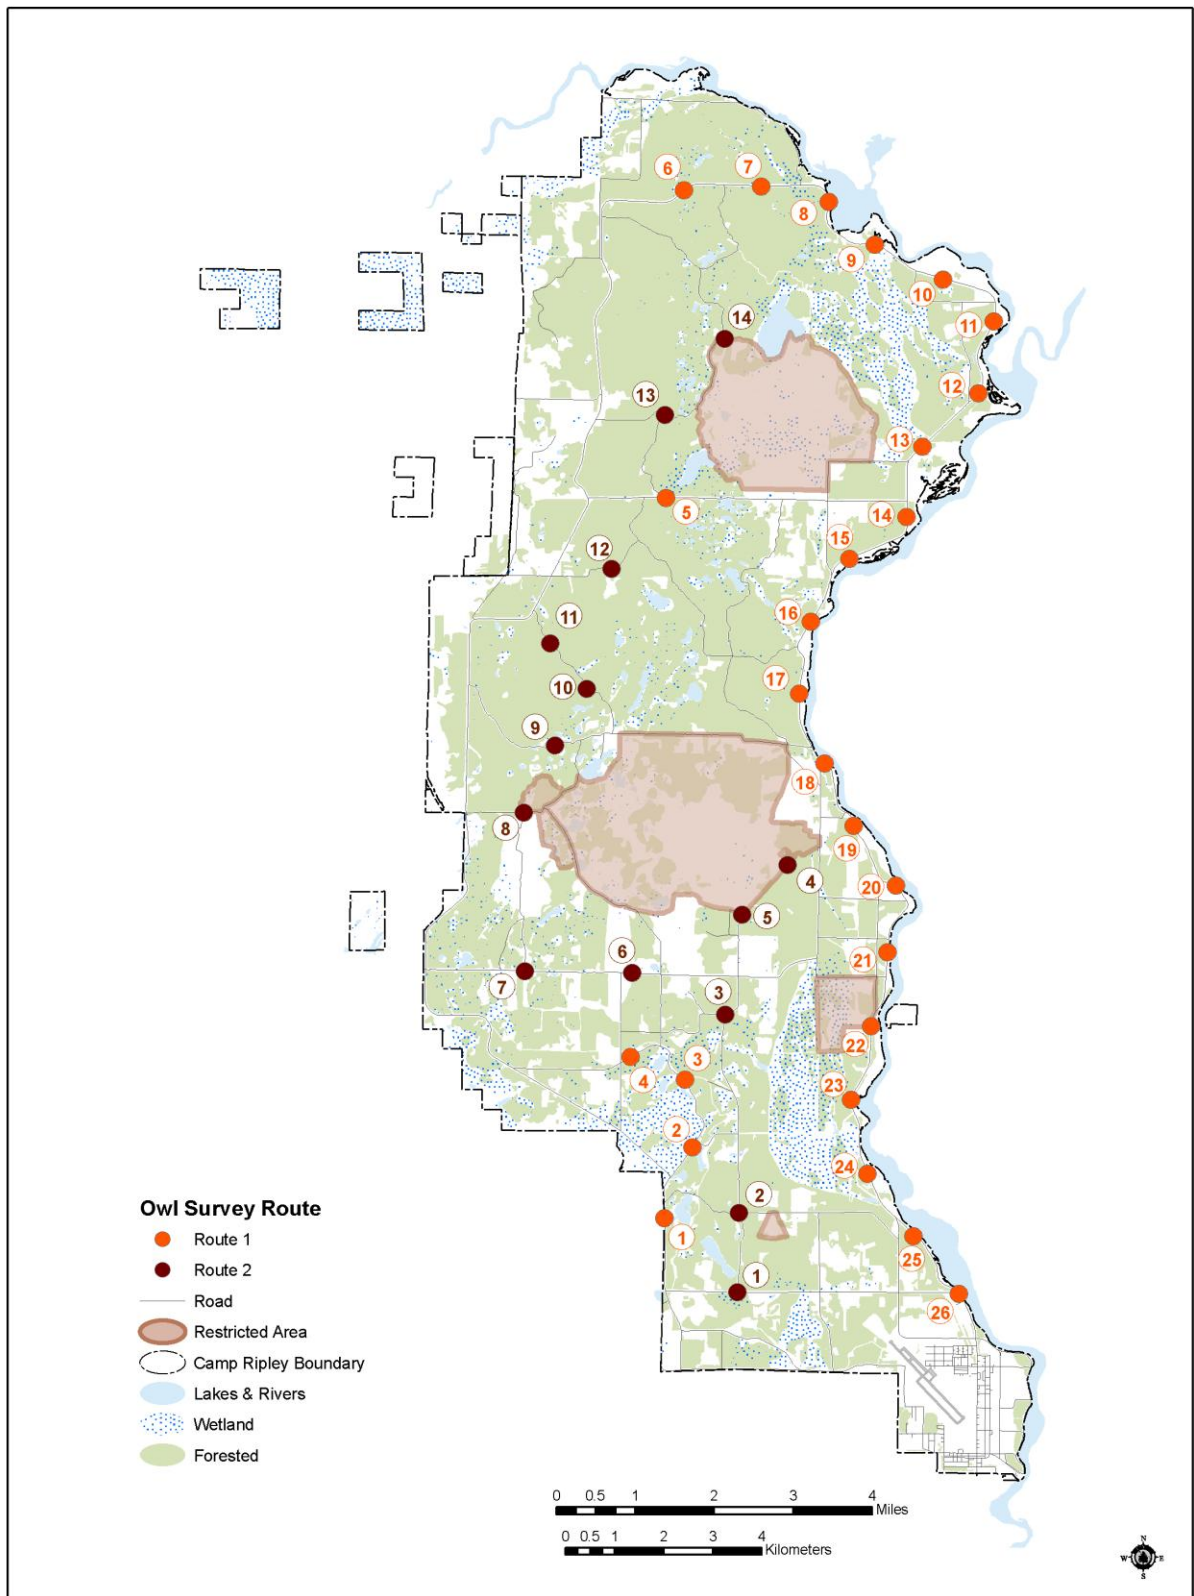 6
7
8
9
10
11
14
12
13
13
5
14
15
12
16
11
17
10
9
18
8
19
4
20
5
6
21
7
3
22
3
4
23
2
24
2
1
25
1
26
Owl Survey Route
Route 1
Route 2
Road
Restricted Area
Camp Ripley Boundary
Lakes & Rivers
Wetland
Forested
0 0.5 1 2 3 4
Miles
0 0.5 1 2 3 4
Kilometers
N
W E
S